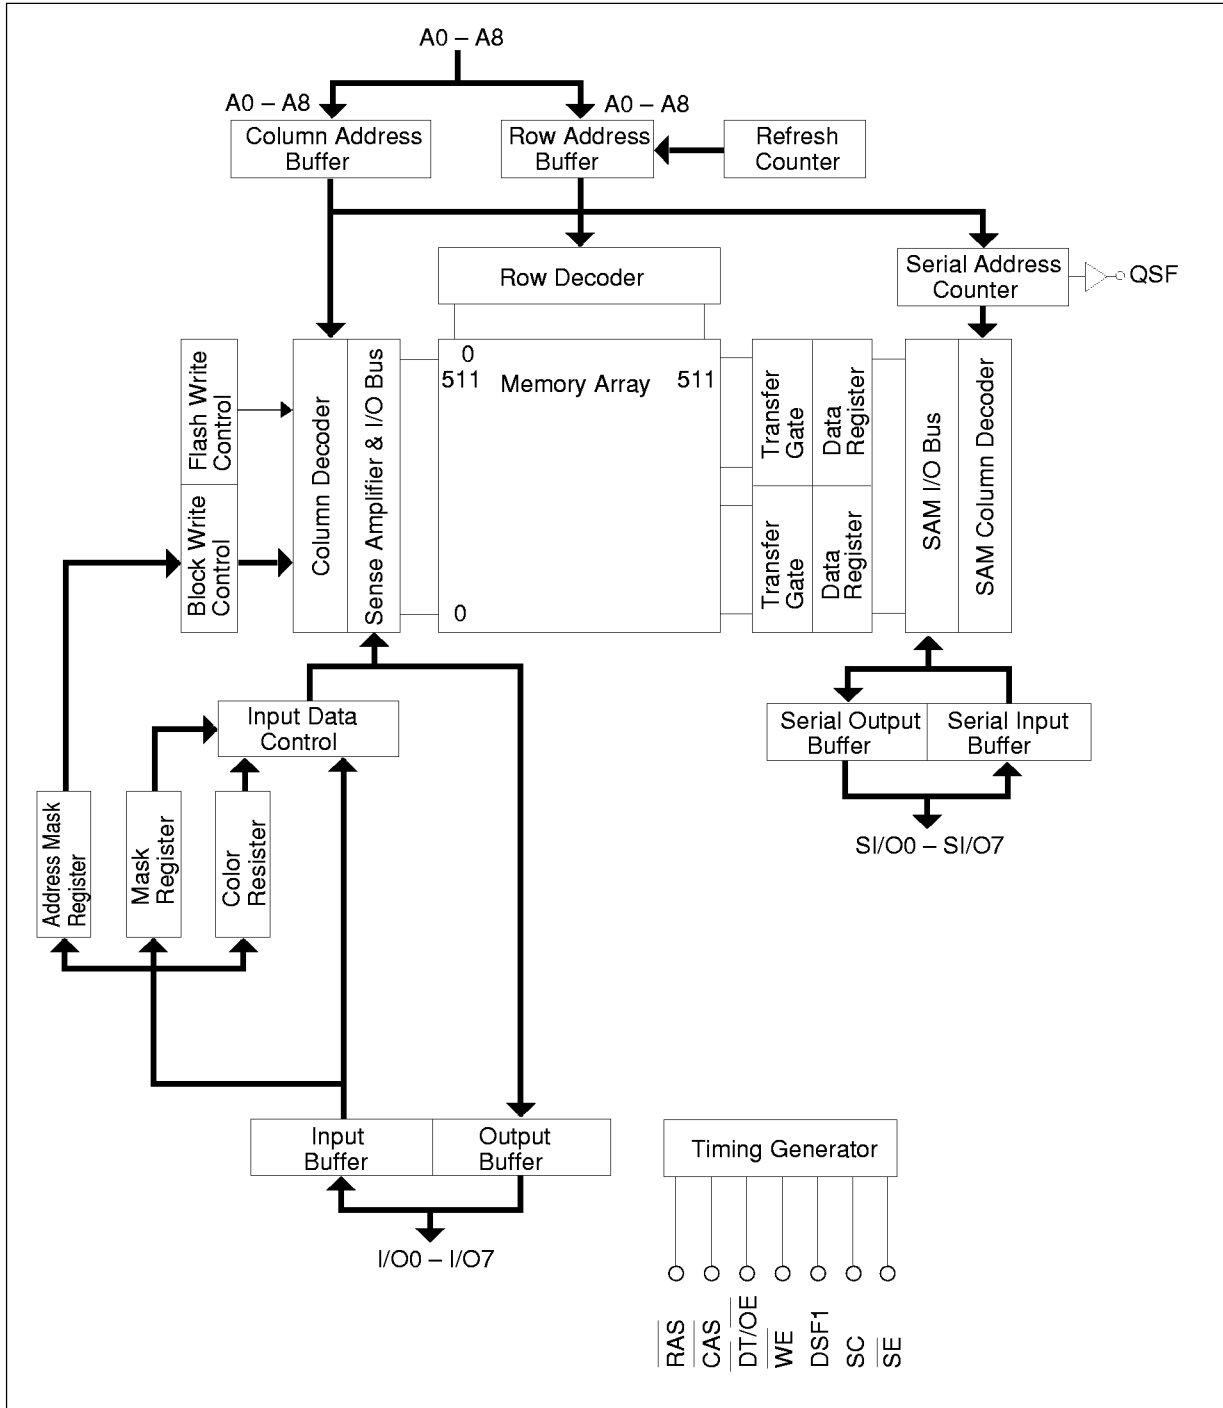 A0 – A8
A0 – A8
A0 – A8
Column Address
Buffer
Row Address
Buffer
Refresh
Counter
Row Decoder
Serial Address
Counter
QSF
Flash Write
Control
Block Write
Control
Column Decoder
Sense Amplifier & I/O Bus
0
511
Memory Array
511
0
Transfer
Gate
Data
Register
Transfer
Gate
Data
Register
SAM I/O Bus
SAM Column Decoder
Input Data
Control
Serial Output
Buffer
Serial Input
Buffer
SI/O0 – SI/O7
Address Mask
Register
Mask
Register
Color
Resister
Input
Buffer
Output
Buffer
I/O0 – I/O7
Timing Generator
RAS
CAS
DT/OE
WE
DSF1
SC
SE